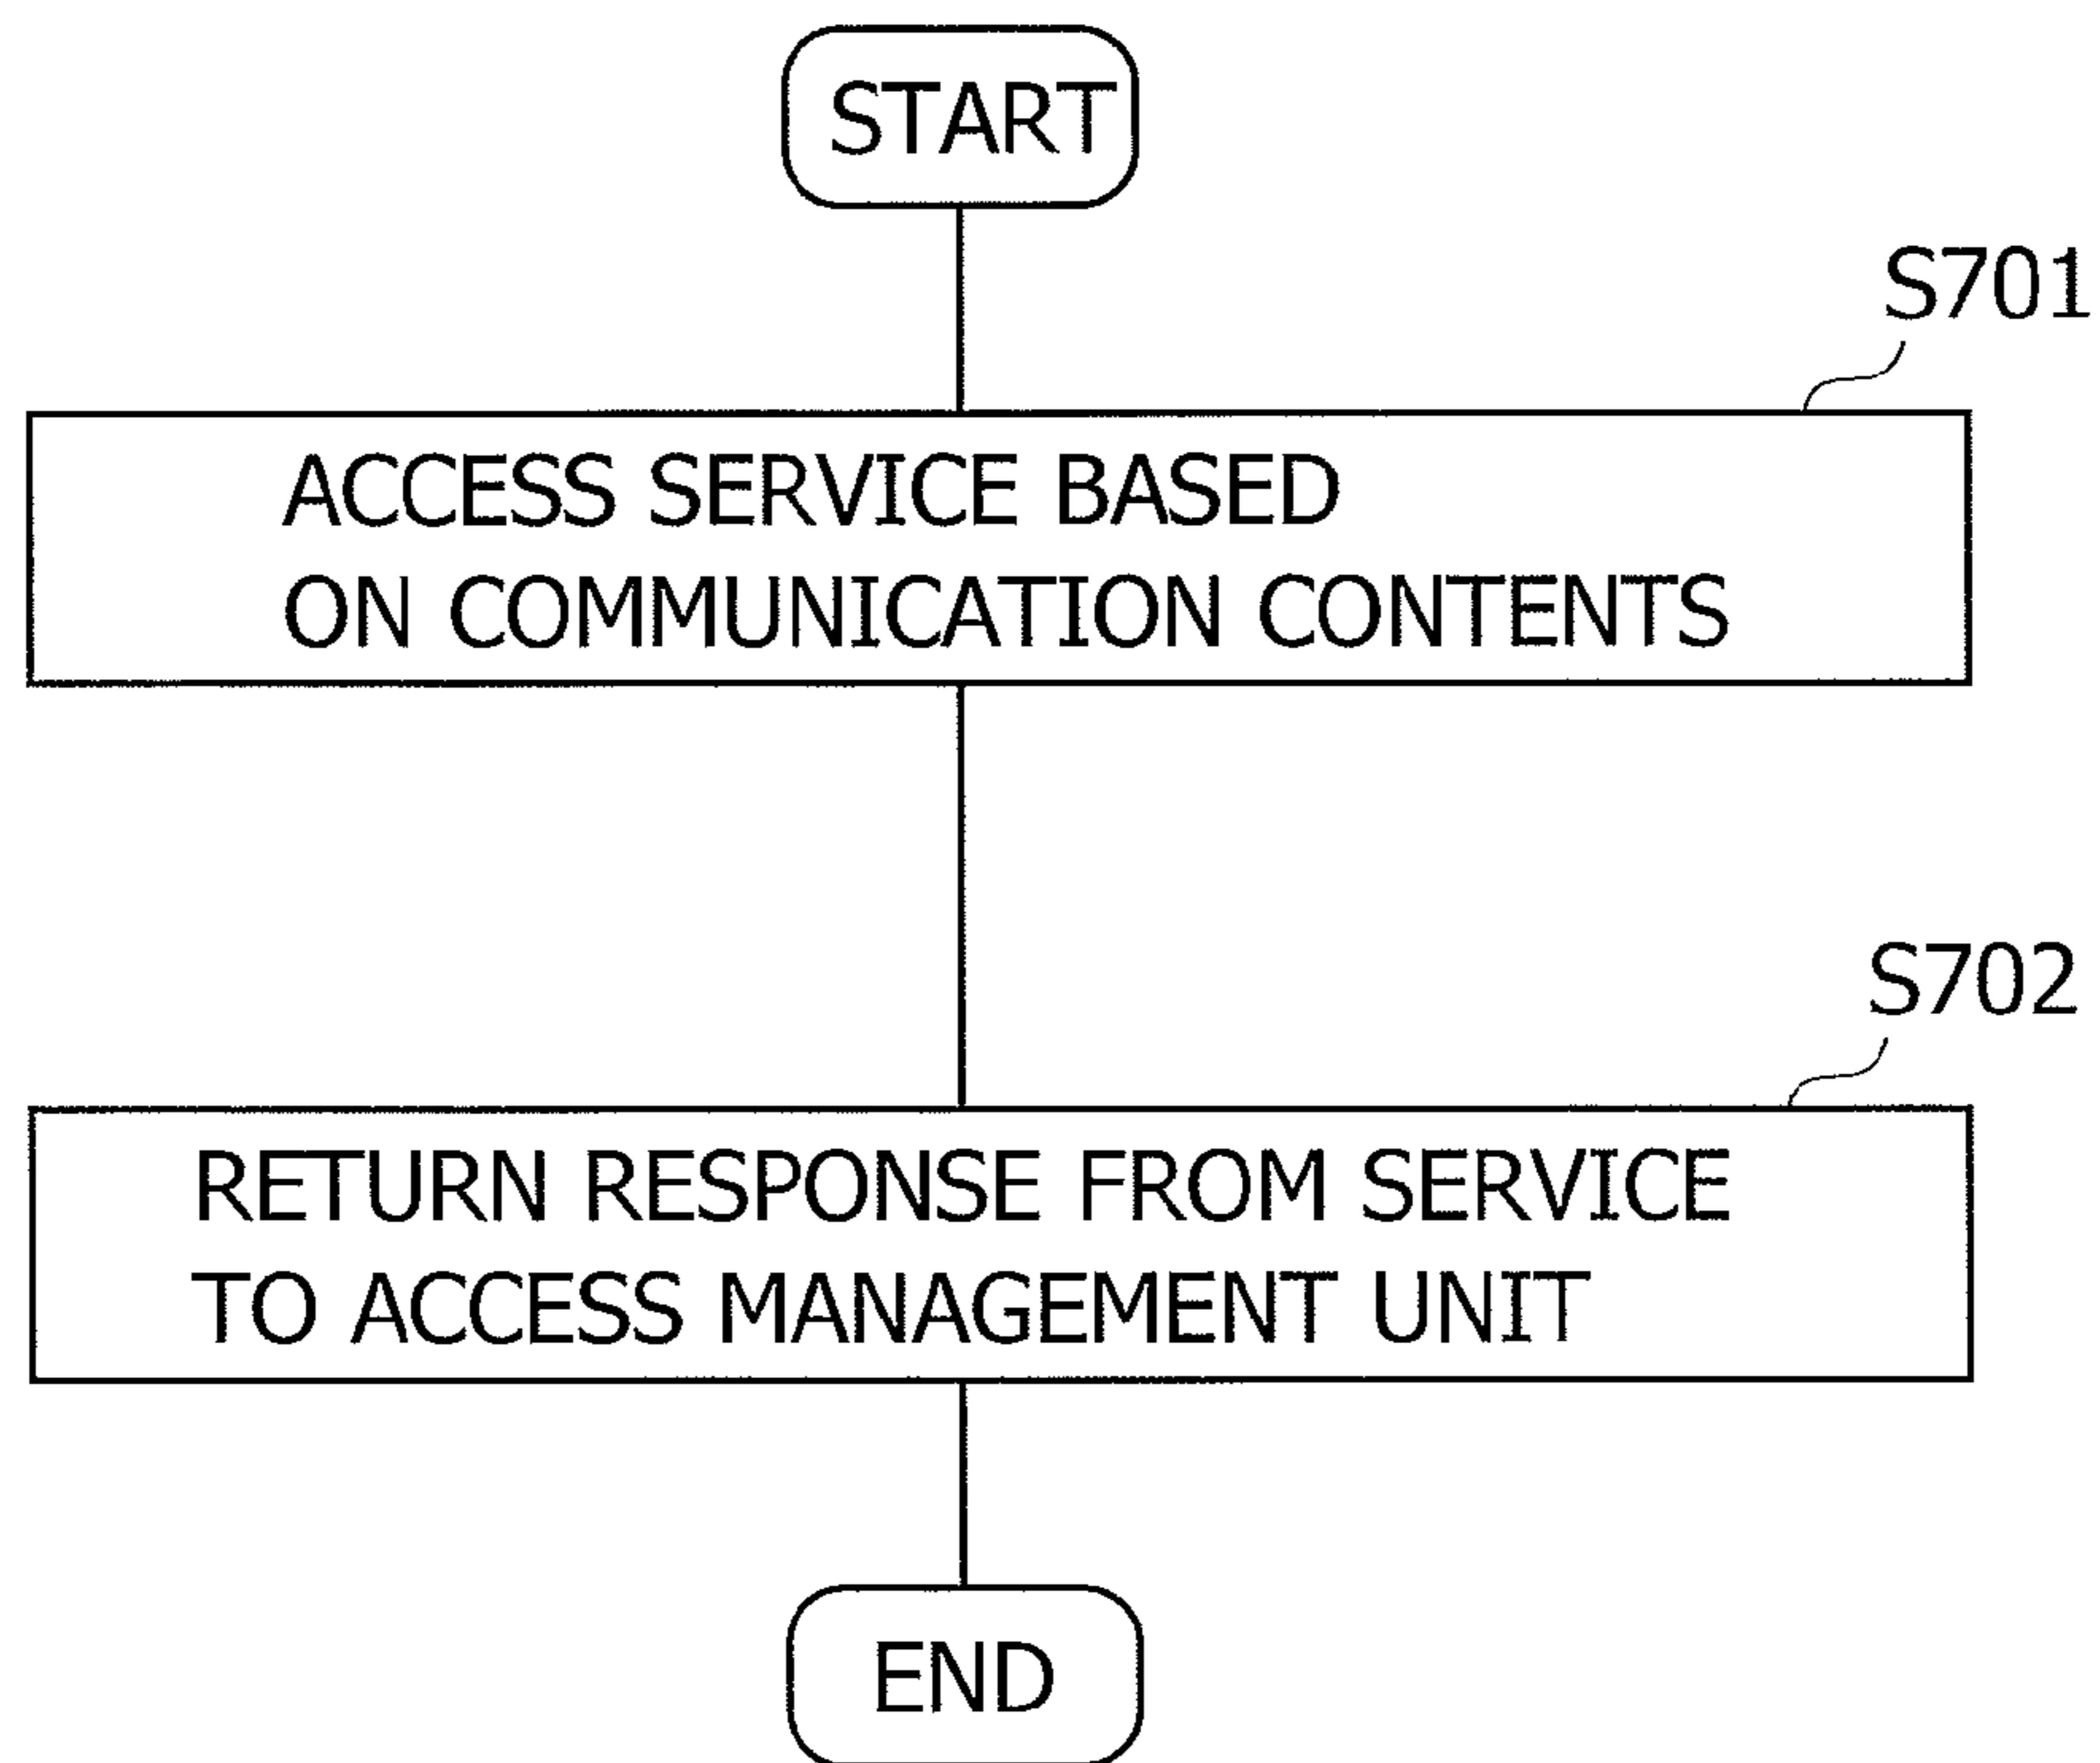 START
S701
ACCESS SERVICE BASED
ON COMMUNICATION CONTENTS
S702
RETURN RESPONSE FROM SERVICE
TO ACCESS MANAGEMENT UNIT
END